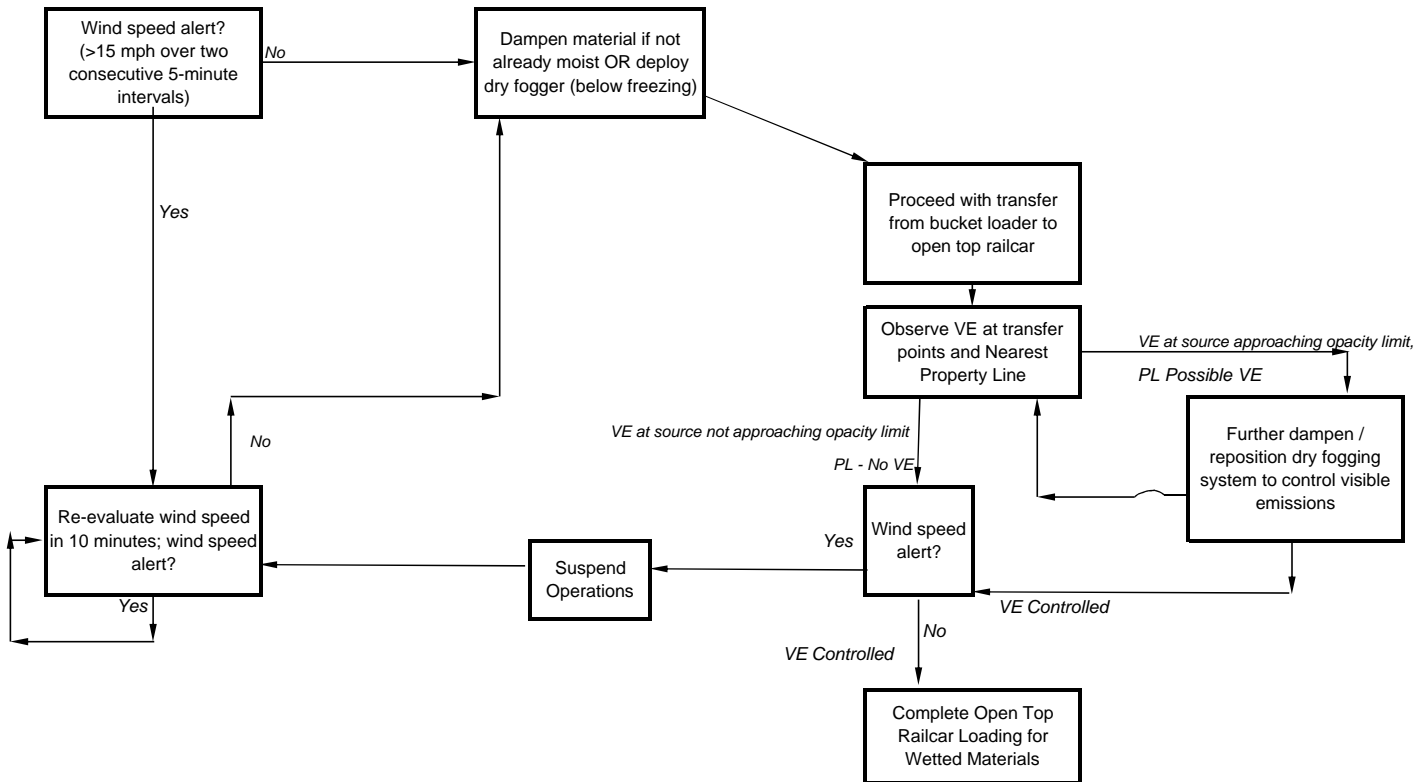 Wind speed alert?
(>15 mph over two
consecutive 5-minute
intervals)
No
Dampen material if not
already moist OR deploy
dry fogger (below freezing)
Yes
Proceed with transfer
from bucket loader to
open top railcar
Observe VE at transfer
points and Nearest
Property Line
VE at source approaching opacity limit,
PL Possible VE
VE at source not approaching opacity limit
PL - No VE
No
Further dampen /
reposition dry fogging
system to control visible
emissions
Re-evaluate wind speed
in 10 minutes; wind speed
alert?
Yes
Suspend
Operations
Yes
Wind speed
alert?
VE Controlled
No
VE Controlled
Complete Open Top
Railcar Loading for
Wetted Materials